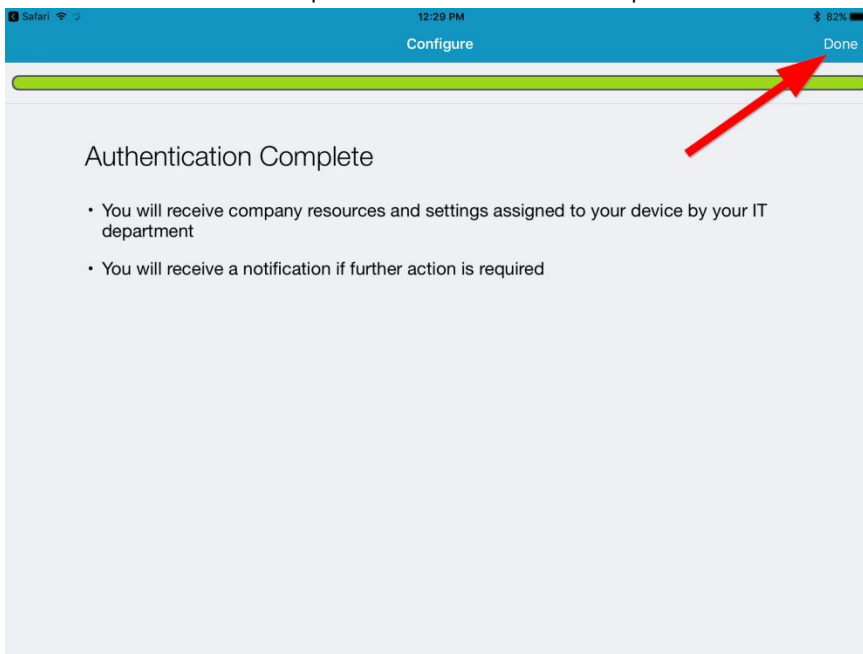 Safari 12:29 PM 82%
Configure Done
Authentication Complete
• You will receive company resources and settings assigned to your device by your IT
department
• You will receive a notification if further action is required